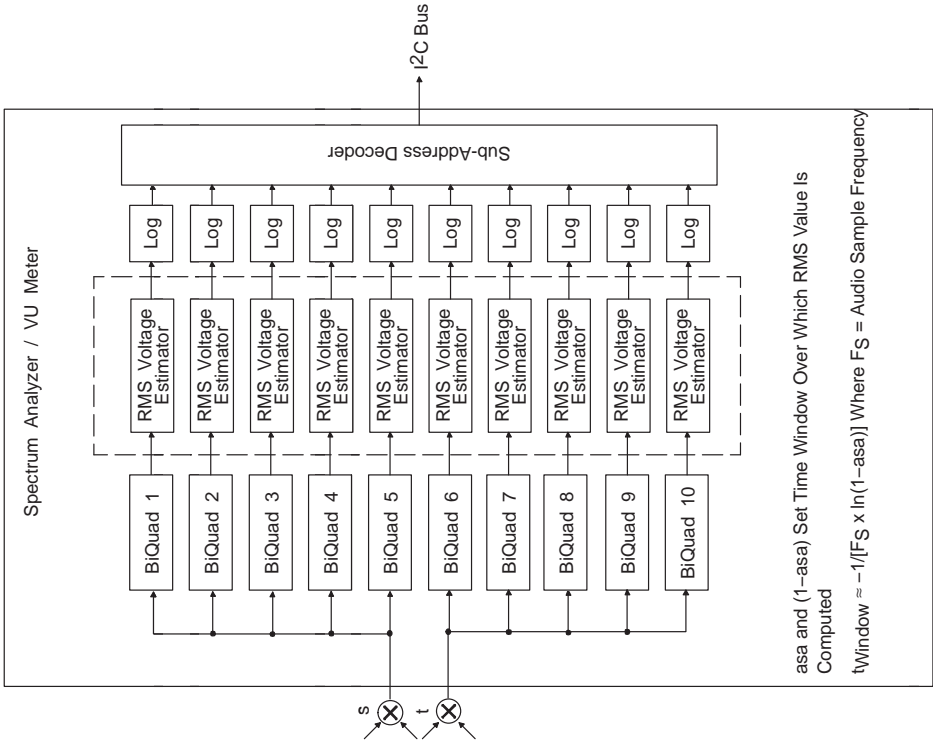 Spectrum Analyzer / VU Meter
s
t
BiQuad 1
BiQuad 2
BiQuad 3
BiQuad 4
BiQuad 5
BiQuad 6
BiQuad 7
BiQuad 8
BiQuad 9
BiQuad 10
RMS Voltage
Estimator
RMS Voltage
Estimator
RMS Voltage
Estimator
RMS Voltage
Estimator
RMS Voltage
Estimator
RMS Voltage
Estimator
RMS Voltage
Estimator
RMS Voltage
Estimator
RMS Voltage
Estimator
RMS Voltage
Estimator
Log
Log
Log
Log
Log
Log
Log
Log
Log
Log
Sub-Address Decoder
I2C Bus
asa and (1−asa) Set Time Window Over Which RMS Value Is
Computed
tWindow ≈ −1/[FS x ln(1−asa)] Where FS = Audio Sample Frequency